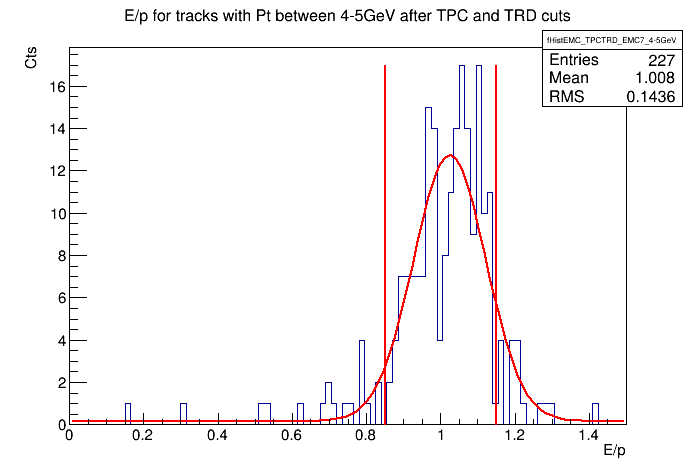 E/p for tracks with Pt between 4-5GeV after TPC and TRD cuts
fHistEMC_TPCTRD_EMC7_4-5GeV
Entries 227
Mean 1.008
RMS 0.1436
Cts
16
14
12
10
8
6
4
2
0
0 0.2 0.4 0.6 0.8 1 1.2 1.4
E/p